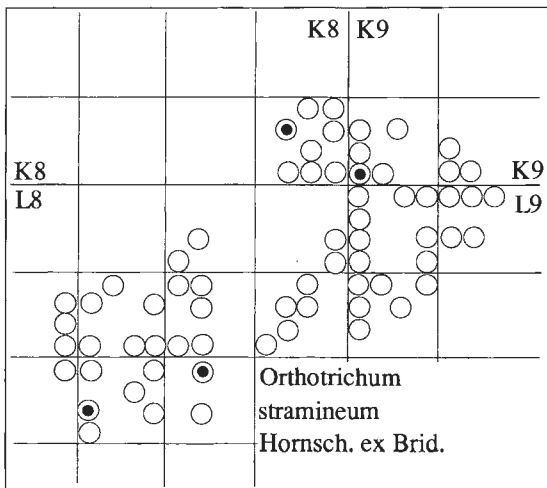 K8 K9
K8 K9
L8 L9
Orthotrichum
stramineum
Hornsch. ex Brid.